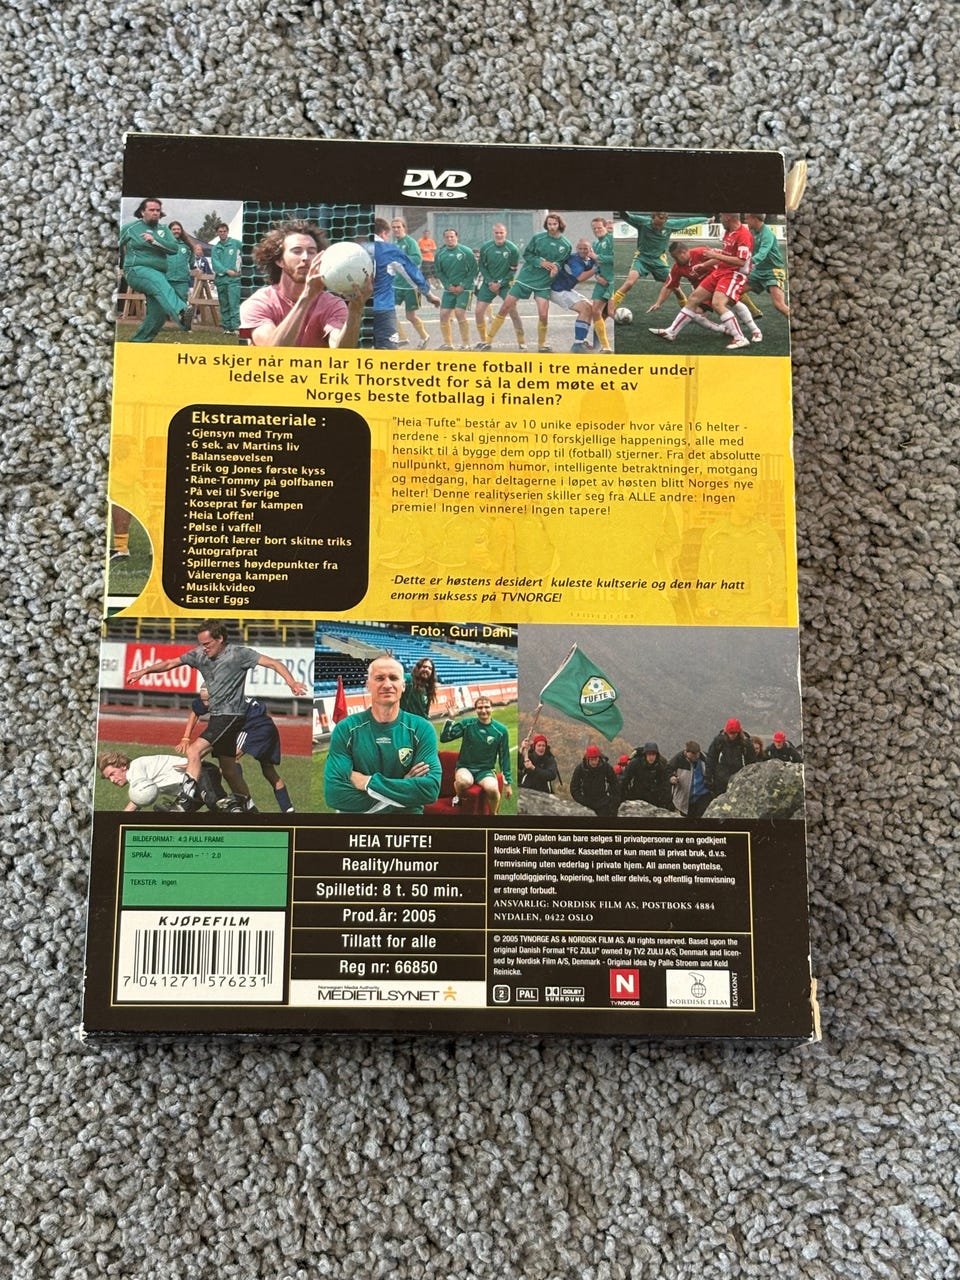 DVD
VIDEO
Hva skjer når man lar 16 nerder trene fotball i tre måneder under
ledelse av Erik Thorstvedt for så la dem møte et av
Norges beste fotballag i finalen?
Ekstramateriale :
·Gjensyn med Trym
·6 sek. av Martins liv
·Balanseøvelsen
·Erik og Jones første kyss
·Råne-Tommy på golfbanen
·På vei til Sverige
·Koseprat før kampen
·Heia Loffen!
·Pølse i vaffel!
·Fjørtoft lærer bort skitne triks
·Autografprat
·Spillernes høydepunkter fra
Vålerenga kampen
·Musikkvideo
·Easter Eggs
"Heia Tufte" består av 10 unike episoder hvor våre 16 helter -
nerdene - skal gjennom 10 forskjellige happenings, alle med
hensikt til å bygge dem opp til (fotball) stjerner. Fra det absolutte
nullpunkt, gjennom humor, intelligente betraktninger, motgang
og medgang, har deltagerne i løpet av høsten blitt Norges nye
helter! Denne realityserien skiller seg fra ALLE andre: Ingen
premie! Ingen vinnere! Ingen tapere!
-Dette er høstens desidert kuleste kultserie og den har hatt
enorm suksess på TVNORGE!
Foto: Guri Dahl
Adecco
TUFTE IL
BILDEFORMAT: 4:3 FULL FRAME
SPRÅK: Norwegian – 2.0
TEKSTER: ingen
KJØPEFILM
7 041271 576231
HEIA TUFTE!
Reality/humor
Spilletid: 8 t. 50 min.
Prod.år: 2005
Tillatt for alle
Reg nr: 66850
Norwegian Media Authority
MEDIETILSYNET
Denne DVD platen kan bare selges til privatpersoner av en godkjent
Nordisk Film forhandler. Kassetten er kun ment til privat bruk, d.v.s.
fremvisning uten vederlag i private hjem. All annen benyttelse,
mangfoldiggjøring, kopiering, helt eller delvis, og offentlig fremvisning
er strengt forbudt.
ANSVARLIG: NORDISK FILM AS, POSTBOKS 4884
NYDALEN, 0422 OSLO
© 2005 TVNORGE AS & NORDISK FILM AS. All rights reserved. Based upon the
original Danish Format "FC ZULU" owned by TV2 ZULU A/S, Denmark and licen-
sed by Nordisk Film A/S, Denmark - Original idea by Palle Stroem and Keld
Reinicke.
2
PAL
DOLBY
SURROUND
N
TVNORGE
NORDISK FILM
EGMONT